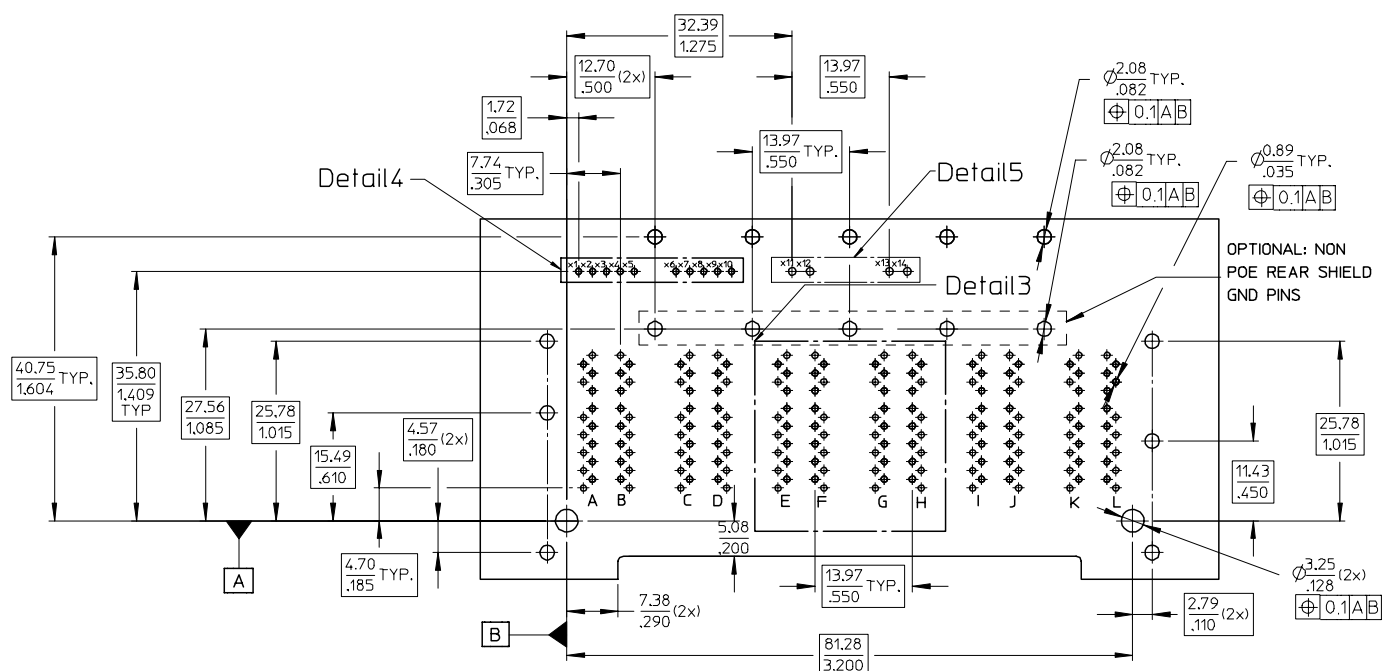 32.39
1.275
12.70
.500 (2x)
13.97
.550
Ø2.08 TYP.
.082
⌖ 0.1 A B
1.72
.068
13.97 TYP.
.550
Ø2.08 TYP.
.082
⌖ 0.1 A B
Ø0.89 TYP.
.035
⌖ 0.1 A B
7.74 TYP.
.305
Detail4
Detail5
OPTIONAL: NON
POE REAR SHIELD
GND PINS
x1 x2 x3 x4 x5 x6 x7 x8 x9 x10 x11 x12 x13 x14
Detail3
40.75 TYP.
1.604
35.80
1.409
TYP
27.56
1.085
25.78
1.015
15.49
.610
4.57
.180 (2x)
25.78
1.015
11.43
.450
A B C D E F G H I J K L
5.08
.200
A
4.70 TYP.
.185
13.97 TYP.
.550
Ø3.25 (2x)
.128
⌖ 0.1 A B
7.38 (2x)
.290
2.79 (2x)
.110
B
81.28
3.200